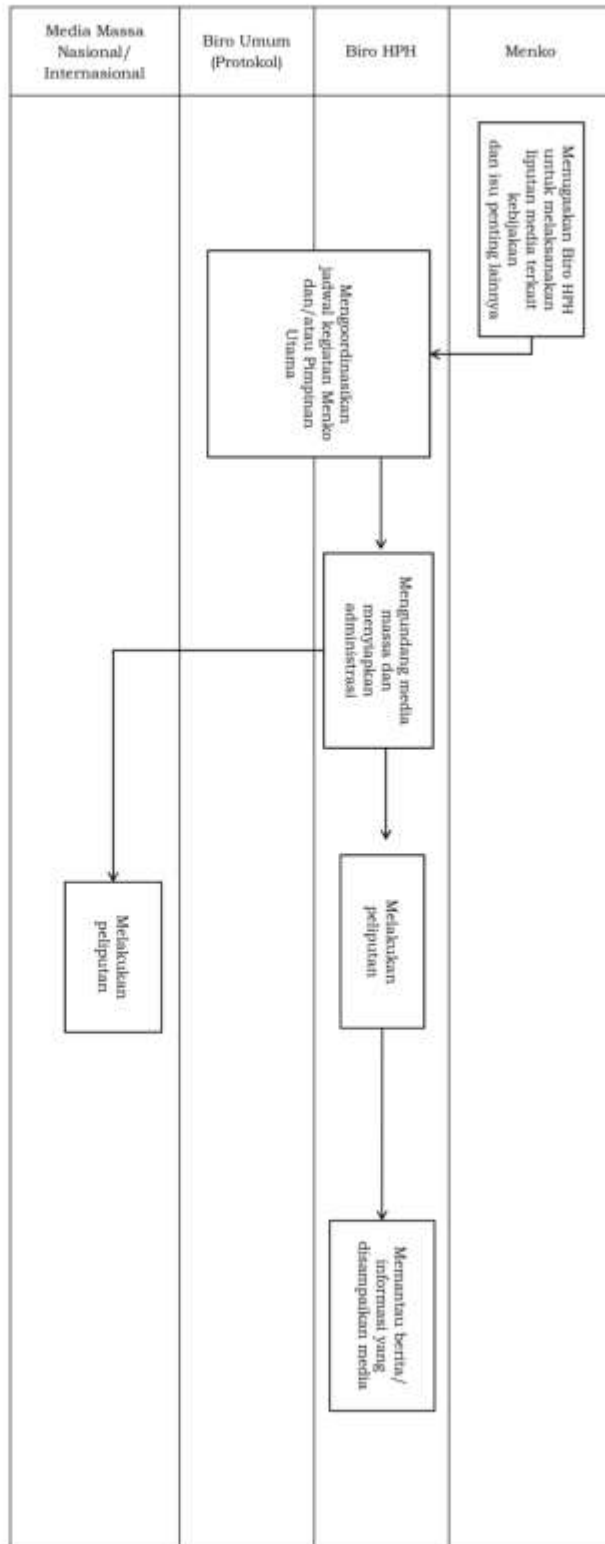 Media Massa
Nasional/
Internasional
Biro Umum
(Protokol)
Biro HPH
Menko
Menugaskan Biro HPH
untuk melaksanakan
liputan media terkait
kebijakan
dan isu penting lainnya
Mengoordinasikan
jadwal kegiatan Menko
dan/atau Pimpinan
Utama
Mengundang media
massa dan
menyiapkan
administrasi
Melakukan
peliputan
Melakukan
peliputan
Memantau berita/
informasi yang
disampaikan media